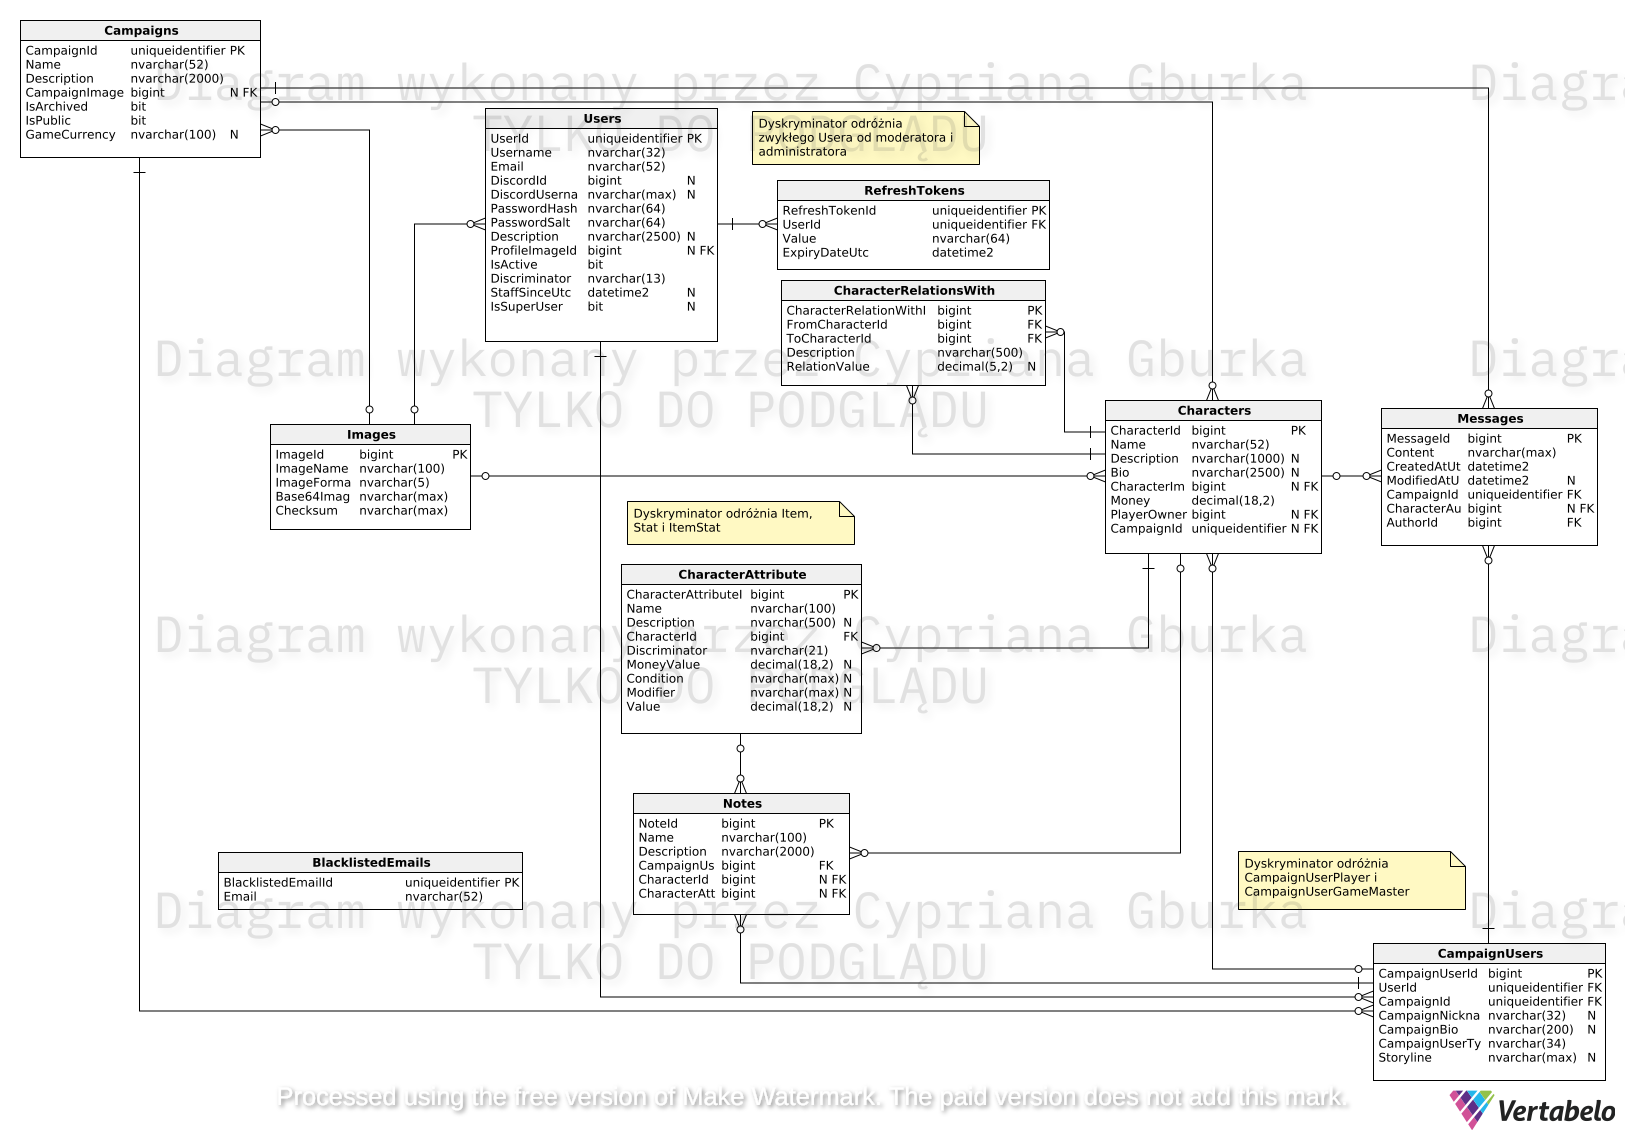 Campaigns
CampaignId uniqueidentifier PK
Name nvarchar(52)
Description nvarchar(2000)
CampaignImage bigint N FK
IsArchived bit
IsPublic bit
GameCurrency nvarchar(100) N
Diagram wykonany przez Cypriana Gburka
TYLKO DO PODGLĄDU
Diagr
Users
UserId uniqueidentifier PK
Username nvarchar(32)
Email nvarchar(52)
DiscordId bigint N
DiscordUserna nvarchar(max) N
PasswordHash nvarchar(64)
PasswordSalt nvarchar(64)
Description nvarchar(2500) N
ProfileImageId bigint N FK
IsActive bit
Discriminator nvarchar(13)
StaffSinceUtc datetime2 N
IsSuperUser bit N
Dyskryminator odróżnia
zwykłego Usera od moderatora i
administratora
RefreshTokens
RefreshTokenId uniqueidentifier PK
UserId uniqueidentifier FK
Value nvarchar(64)
ExpiryDateUtc datetime2
CharacterRelationsWith
CharacterRelationWithI bigint PK
FromCharacterId bigint FK
ToCharacterId bigint FK
Description nvarchar(500)
RelationValue decimal(5,2) N
Diagram wykonany przez Cypriana Gburka
TYLKO DO PODGLĄDU
Diagra
Images
ImageId bigint PK
ImageName nvarchar(100)
ImageForma nvarchar(5)
Base64Imag nvarchar(max)
Checksum nvarchar(max)
Characters
CharacterId bigint PK
Name nvarchar(52)
Description nvarchar(1000) N
Bio nvarchar(2500) N
CharacterIm bigint N FK
Money decimal(18,2)
PlayerOwner bigint N FK
CampaignId uniqueidentifier N FK
Messages
MessageId bigint PK
Content nvarchar(max)
CreatedAtUt datetime2
ModifiedAtU datetime2 N
CampaignId uniqueidentifier FK
CharacterAu bigint N FK
AuthorId bigint FK
Dyskryminator odróżnia Item,
Stat i ItemStat
CharacterAttribute
CharacterAttributeI bigint PK
Name nvarchar(100)
Description nvarchar(500) N
CharacterId bigint FK
Discriminator nvarchar(21)
MoneyValue decimal(18,2) N
Condition nvarchar(max) N
Modifier nvarchar(max) N
Value decimal(18,2) N
Diagram wykonany przez Cypriana Gburka
TYLKO DO PODGLĄDU
Diagra
Notes
NoteId bigint PK
Name nvarchar(100)
Description nvarchar(2000)
CampaignUs bigint FK
CharacterId bigint N FK
CharacterAtt bigint N FK
BlacklistedEmails
BlacklistedEmailId uniqueidentifier PK
Email nvarchar(52)
Dyskryminator odróżnia
CampaignUserPlayer i
CampaignUserGameMaster
Diagram wykonany przez Cypriana Gburka
TYLKO DO PODGLĄDU
Diagra
CampaignUsers
CampaignUserId bigint PK
UserId uniqueidentifier FK
CampaignId uniqueidentifier FK
CampaignNickna nvarchar(32) N
CampaignBio nvarchar(200) N
CampaignUserTy nvarchar(34)
Storyline nvarchar(max) N
Processed using the free version of Make Watermark. The paid version does not add this mark.
Vertabelo